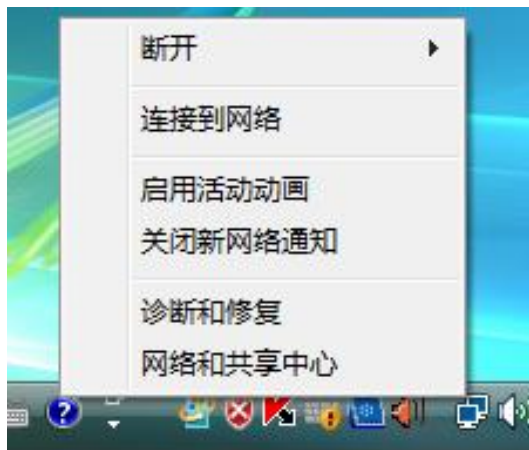 断开
连接到网络
启用活动动画
关闭新网络通知
诊断和修复
网络和共享中心